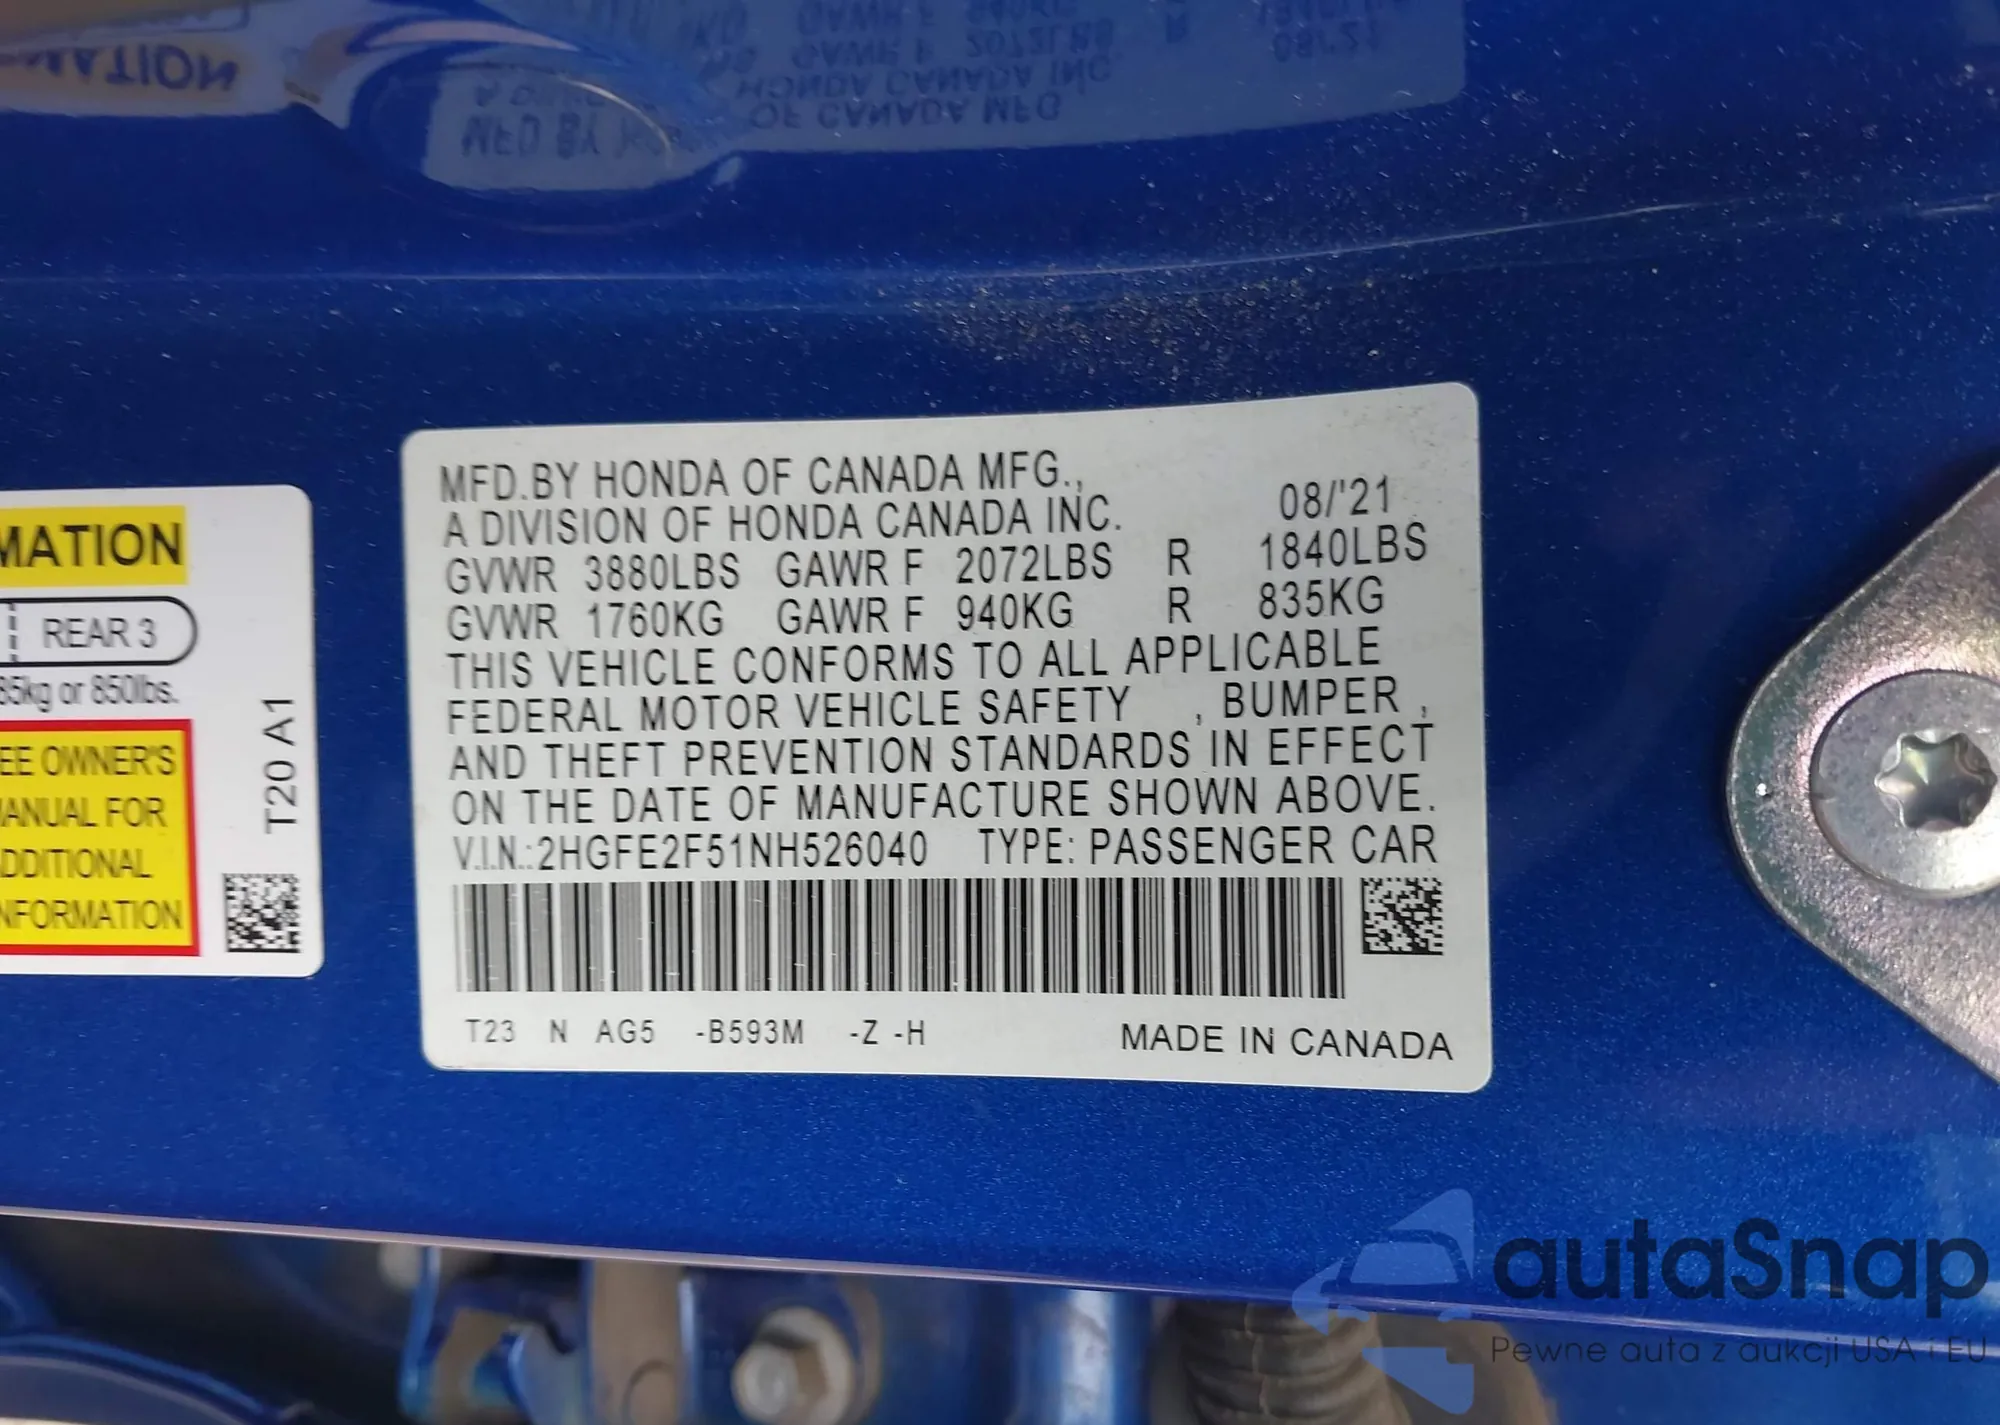 MATION
REAR 3
85kg or 850lbs.
EE OWNER'S
ANUAL FOR
DDITIONAL
NFORMATION
T20 A1
MFD.BY HONDA OF CANADA MFG.,
A DIVISION OF HONDA CANADA INC. 08/'21
GVWR 3880LBS GAWR F 2072LBS R 1840LBS
GVWR 1760KG GAWR F 940KG R 835KG
THIS VEHICLE CONFORMS TO ALL APPLICABLE
FEDERAL MOTOR VEHICLE SAFETY , BUMPER ,
AND THEFT PREVENTION STANDARDS IN EFFECT
ON THE DATE OF MANUFACTURE SHOWN ABOVE.
V.I.N.:2HGFE2F51NH526040 TYPE: PASSENGER CAR
T23 N AG5 -B593M -Z -H MADE IN CANADA
autaSnap
Pewne auta z aukcji USA i EU